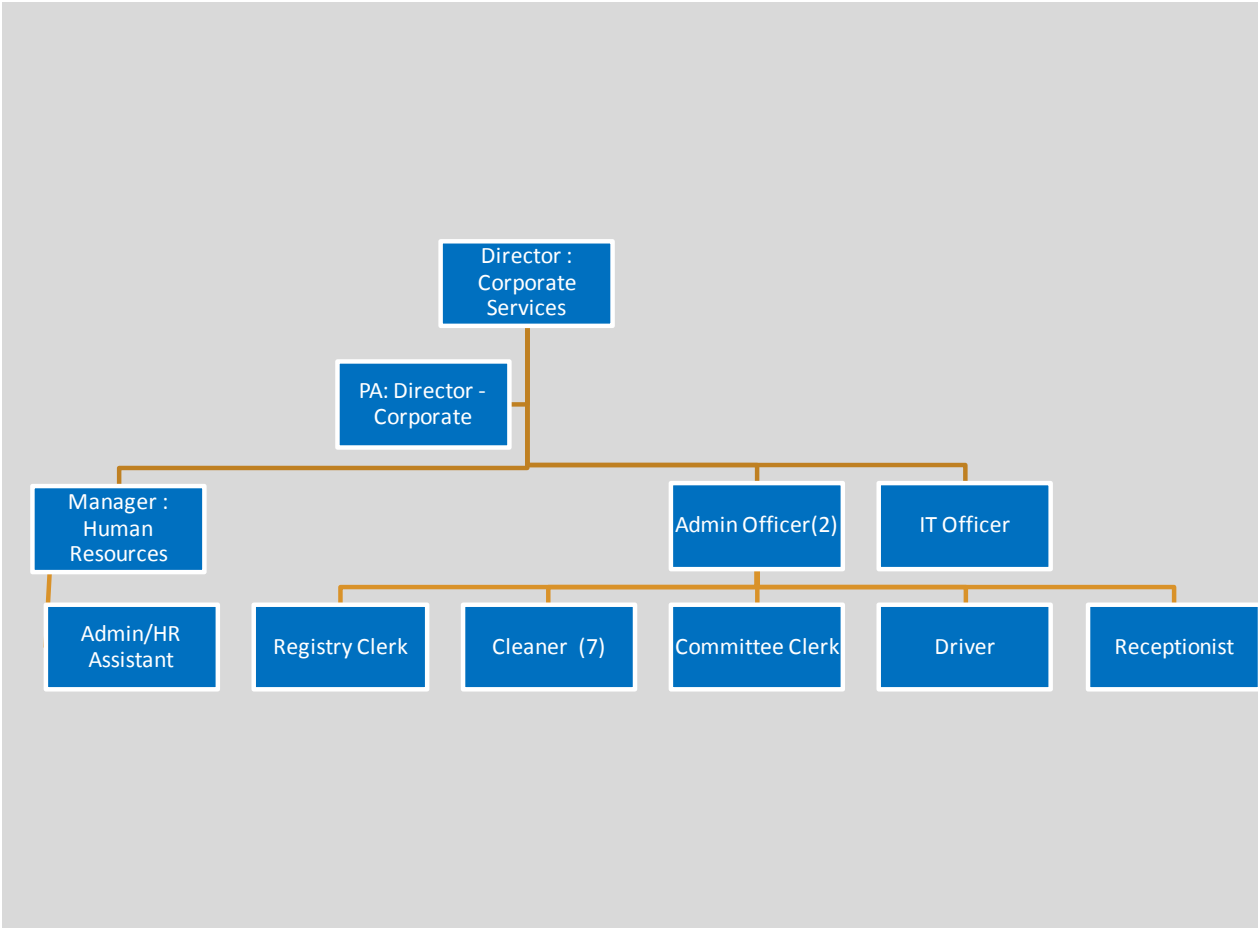 Director :
Corporate
Services
PA: Director -
Corporate
Manager :
Human
Resources
Admin Officer(2)
IT Officer
Admin/HR
Assistant
Registry Clerk
Cleaner (7)
Committee Clerk
Driver
Receptionist